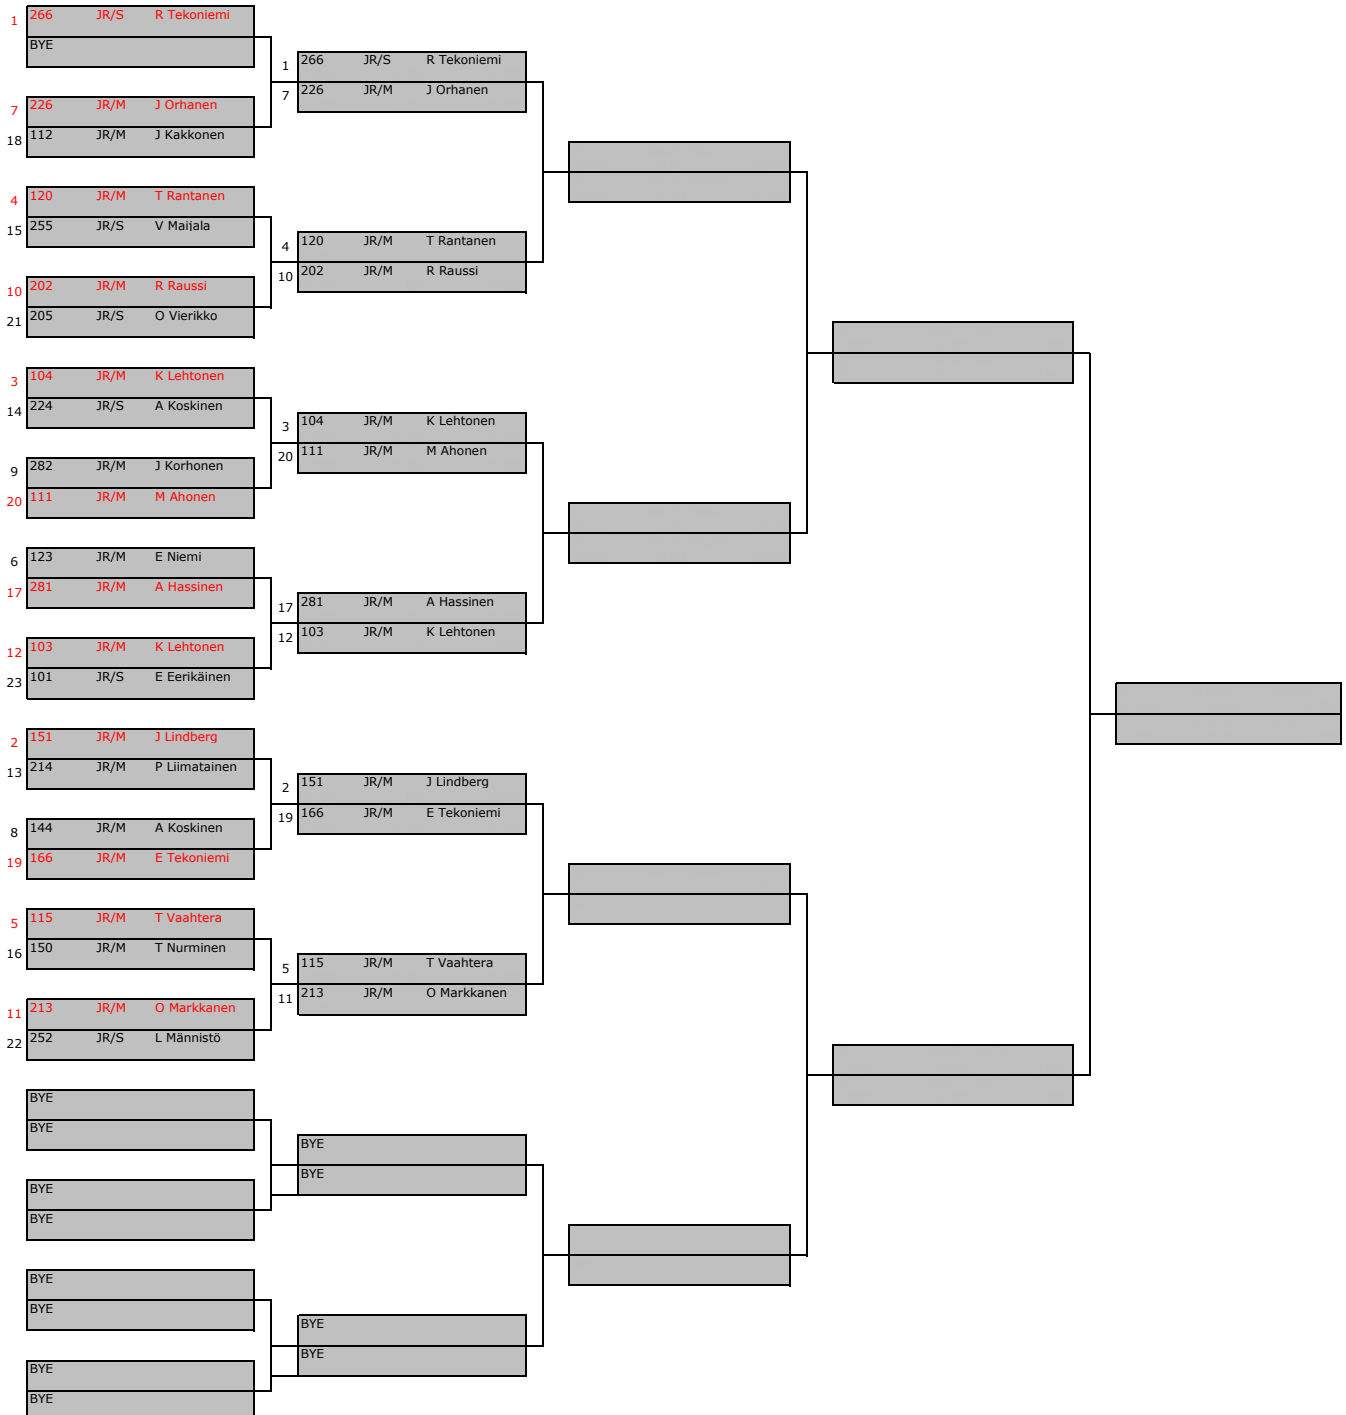 1 266 JR/S R Tekoniemi
BYE
7 226 JR/M J Orhanen
18 112 JR/M J Kakkonen
4 120 JR/M T Rantanen
15 255 JR/S V Maijala
10 202 JR/M R Raussi
21 205 JR/S O Vierikko
3 104 JR/M K Lehtonen
14 224 JR/S A Koskinen
9 282 JR/M J Korhonen
20 111 JR/M M Ahonen
6 123 JR/M E Niemi
17 281 JR/M A Hassinen
12 103 JR/M K Lehtonen
23 101 JR/S E Eerikäinen
2 151 JR/M J Lindberg
13 214 JR/M P Liimatainen
8 144 JR/M A Koskinen
19 166 JR/M E Tekoniemi
5 115 JR/M T Vaahtera
16 150 JR/M T Nurminen
11 213 JR/M O Markkanen
22 252 JR/S L Männistö
BYE
BYE
BYE
BYE
BYE
BYE
BYE
BYE
1 266 JR/S R Tekoniemi
7 226 JR/M J Orhanen
4 120 JR/M T Rantanen
10 202 JR/M R Raussi
3 104 JR/M K Lehtonen
20 111 JR/M M Ahonen
17 281 JR/M A Hassinen
12 103 JR/M K Lehtonen
2 151 JR/M J Lindberg
19 166 JR/M E Tekoniemi
5 115 JR/M T Vaahtera
11 213 JR/M O Markkanen
BYE
BYE
BYE
BYE